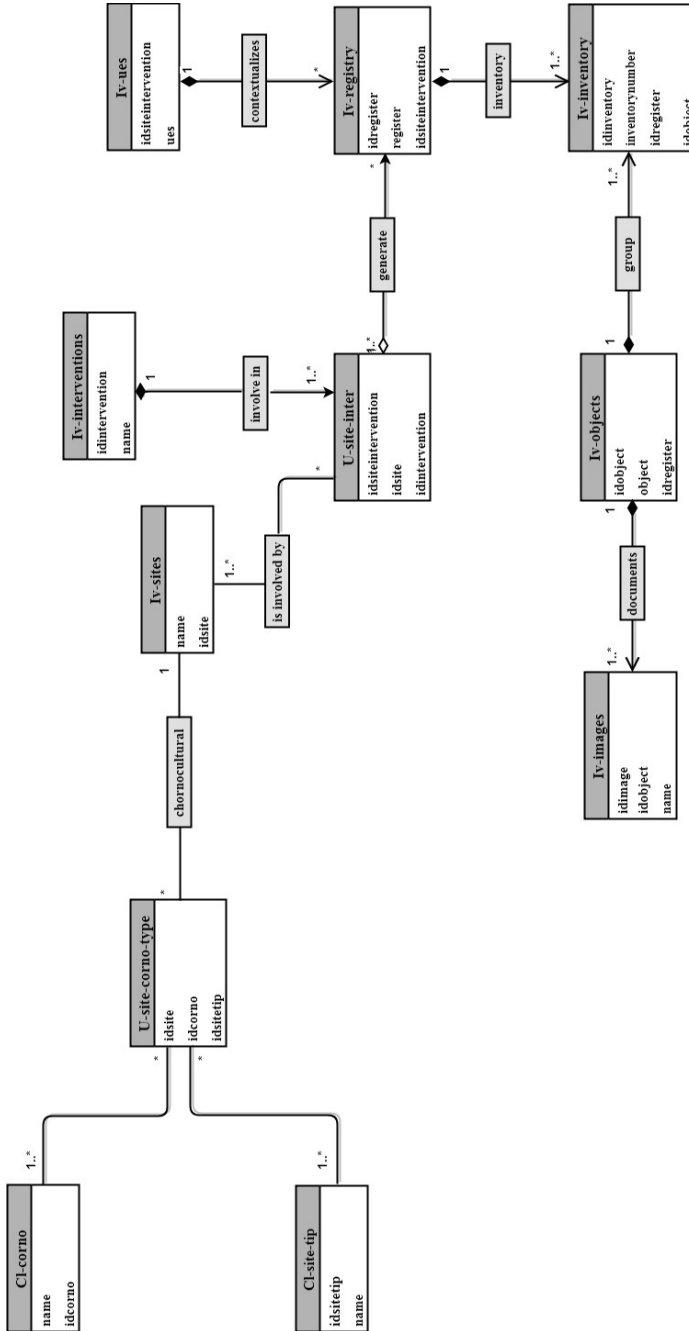 Cl-corno
name
idcorno
1..*
*
Cl-site-tip
idsitetip
name
1..*
*
U-site-corno-type
idsite
idcorno
idsitetip
*
chornocultural
1
Iv-sites
name
idsite
1..*
is involved by
*
Iv-interventions
idintervention
name
1
involve in
1..*
U-site-inter
idsiteintervention
idsite
idintervention
1..*
generate
*
Iv-ues
idsiteintervention
ues
1
contextualizes
*
Iv-registry
idregister
register
idsiteintervention
1
inventory
1..*
Iv-images
idimage
idobject
name
1..*
documents
1
Iv-objects
idobject
object
idregister
1
group
1..*
Iv-inventory
idinventory
inventorynumber
idregister
idobject